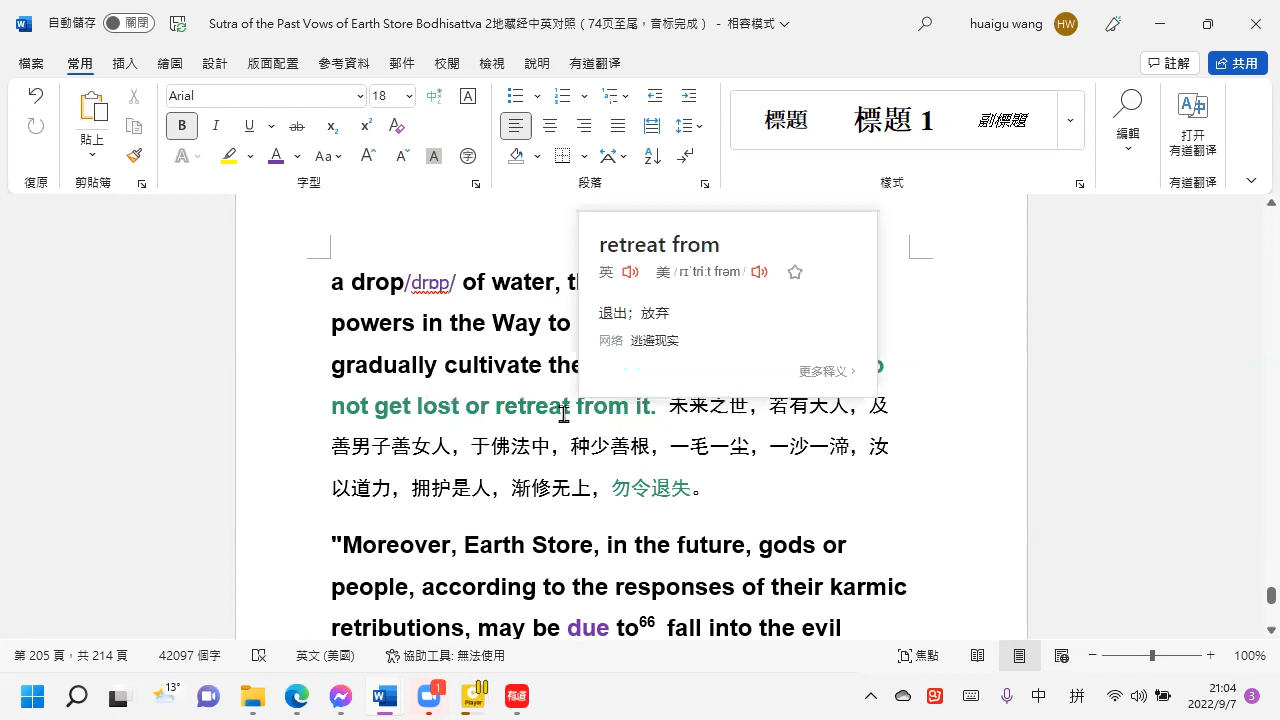 自動儲存 關閉 Sutra of the Past Vows of Earth Store Bodhisattva 2地藏経中英対照（74页至尾，音标完成） - 相容模式 huaigu wang HW
檔案 常用 插入 繪圖 設計 版面配置 參考資料 郵件 校閱 檢視 說明 有道翻译 註解 共用
Arial 18
貼上
標題 標題 1 副標題
編輯
打开
有道翻译
復原 剪貼簿 字型 段落 樣式 有道翻译
retreat from
英 美 / rɪˈtriːt frəm /
退出；放弃
网络 逃避现实
更多释义 ›
a drop/drɒp/ of water,
powers in the Way to
gradually cultivate the
not get lost or retreat from it. 未来之世，若有天人，及
善男子善女人，于佛法中，种少善根，一毛一尘，一沙一渧，汝
以道力，拥护是人，渐修无上，勿令退失。
"Moreover, Earth Store, in the future, gods or
people, according to the responses of their karmic
retributions, may be due to66 fall into the evil
第 205 頁，共 214 頁 42097 個字 英文 (美國) 協助工具: 無法使用 焦點 100%
13° 1 Player 有道 中 拼 21:04
2022/9/7 3